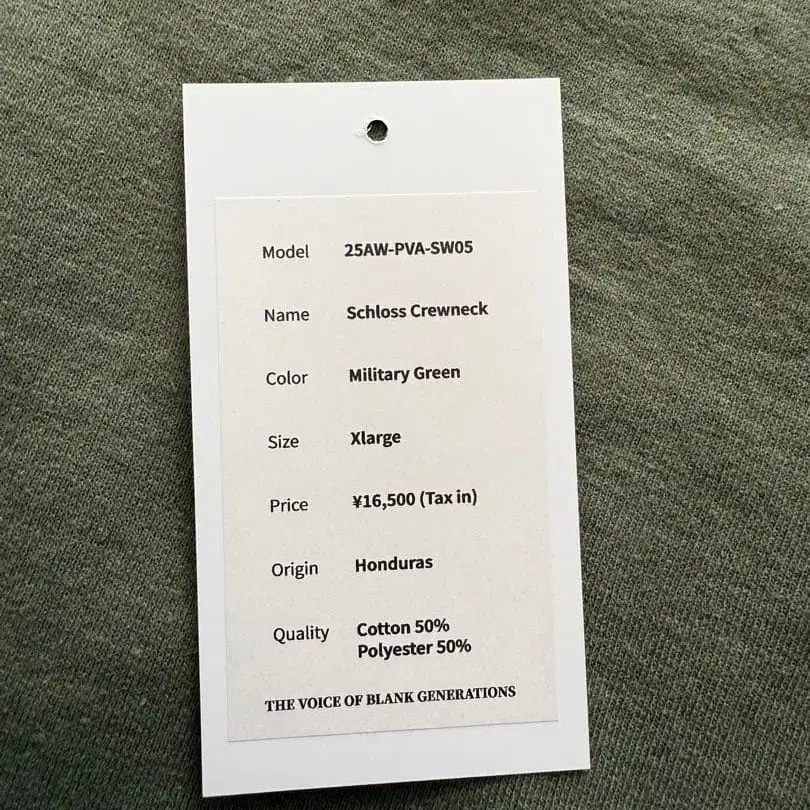 Model 25AW-PVA-SW05
Name Schloss Crewneck
Color Military Green
Size Xlarge
Price ¥16,500 (Tax in)
Origin Honduras
Quality Cotton 50%
Polyester 50%
THE VOICE OF BLANK GENERATIONS